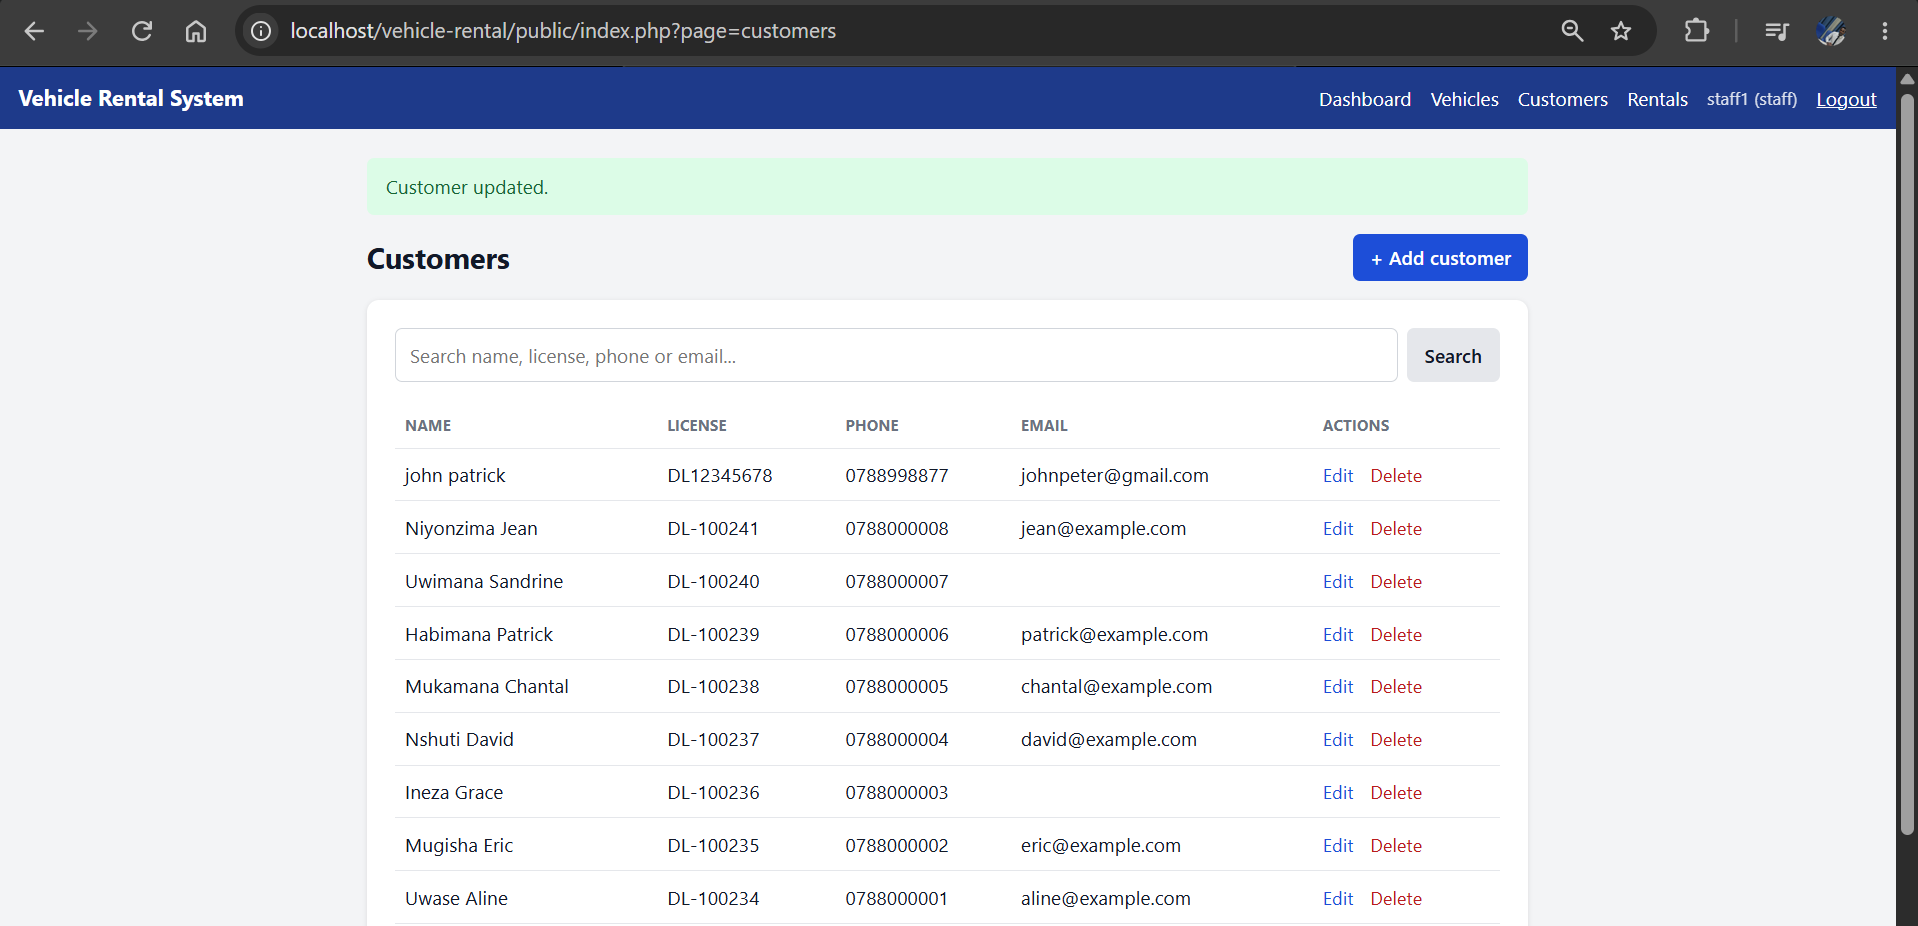 localhost/vehicle-rental/public/index.php?page=customers
Vehicle Rental System Dashboard Vehicles Customers Rentals staff1 (staff) Logout
Customer updated.
Customers + Add customer
Search name, license, phone or email... Search
NAME LICENSE PHONE EMAIL ACTIONS
john patrick DL12345678 0788998877 johnpeter@gmail.com Edit Delete
Niyonzima Jean DL-100241 0788000008 jean@example.com Edit Delete
Uwimana Sandrine DL-100240 0788000007 Edit Delete
Habimana Patrick DL-100239 0788000006 patrick@example.com Edit Delete
Mukamana Chantal DL-100238 0788000005 chantal@example.com Edit Delete
Nshuti David DL-100237 0788000004 david@example.com Edit Delete
Ineza Grace DL-100236 0788000003 Edit Delete
Mugisha Eric DL-100235 0788000002 eric@example.com Edit Delete
Uwase Aline DL-100234 0788000001 aline@example.com Edit Delete